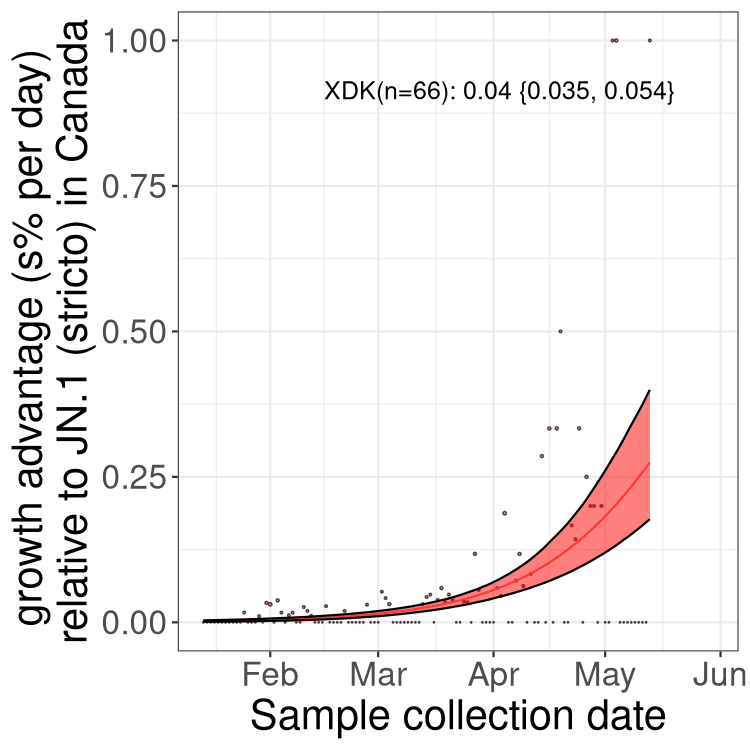 growth advantage (s% per day)
relative to JN.1 (stricto) in Canada
1.00
0.75
0.50
0.25
0.00
XDK(n=66): 0.04 {0.035, 0.054}
Feb Mar Apr May Jun
Sample collection date